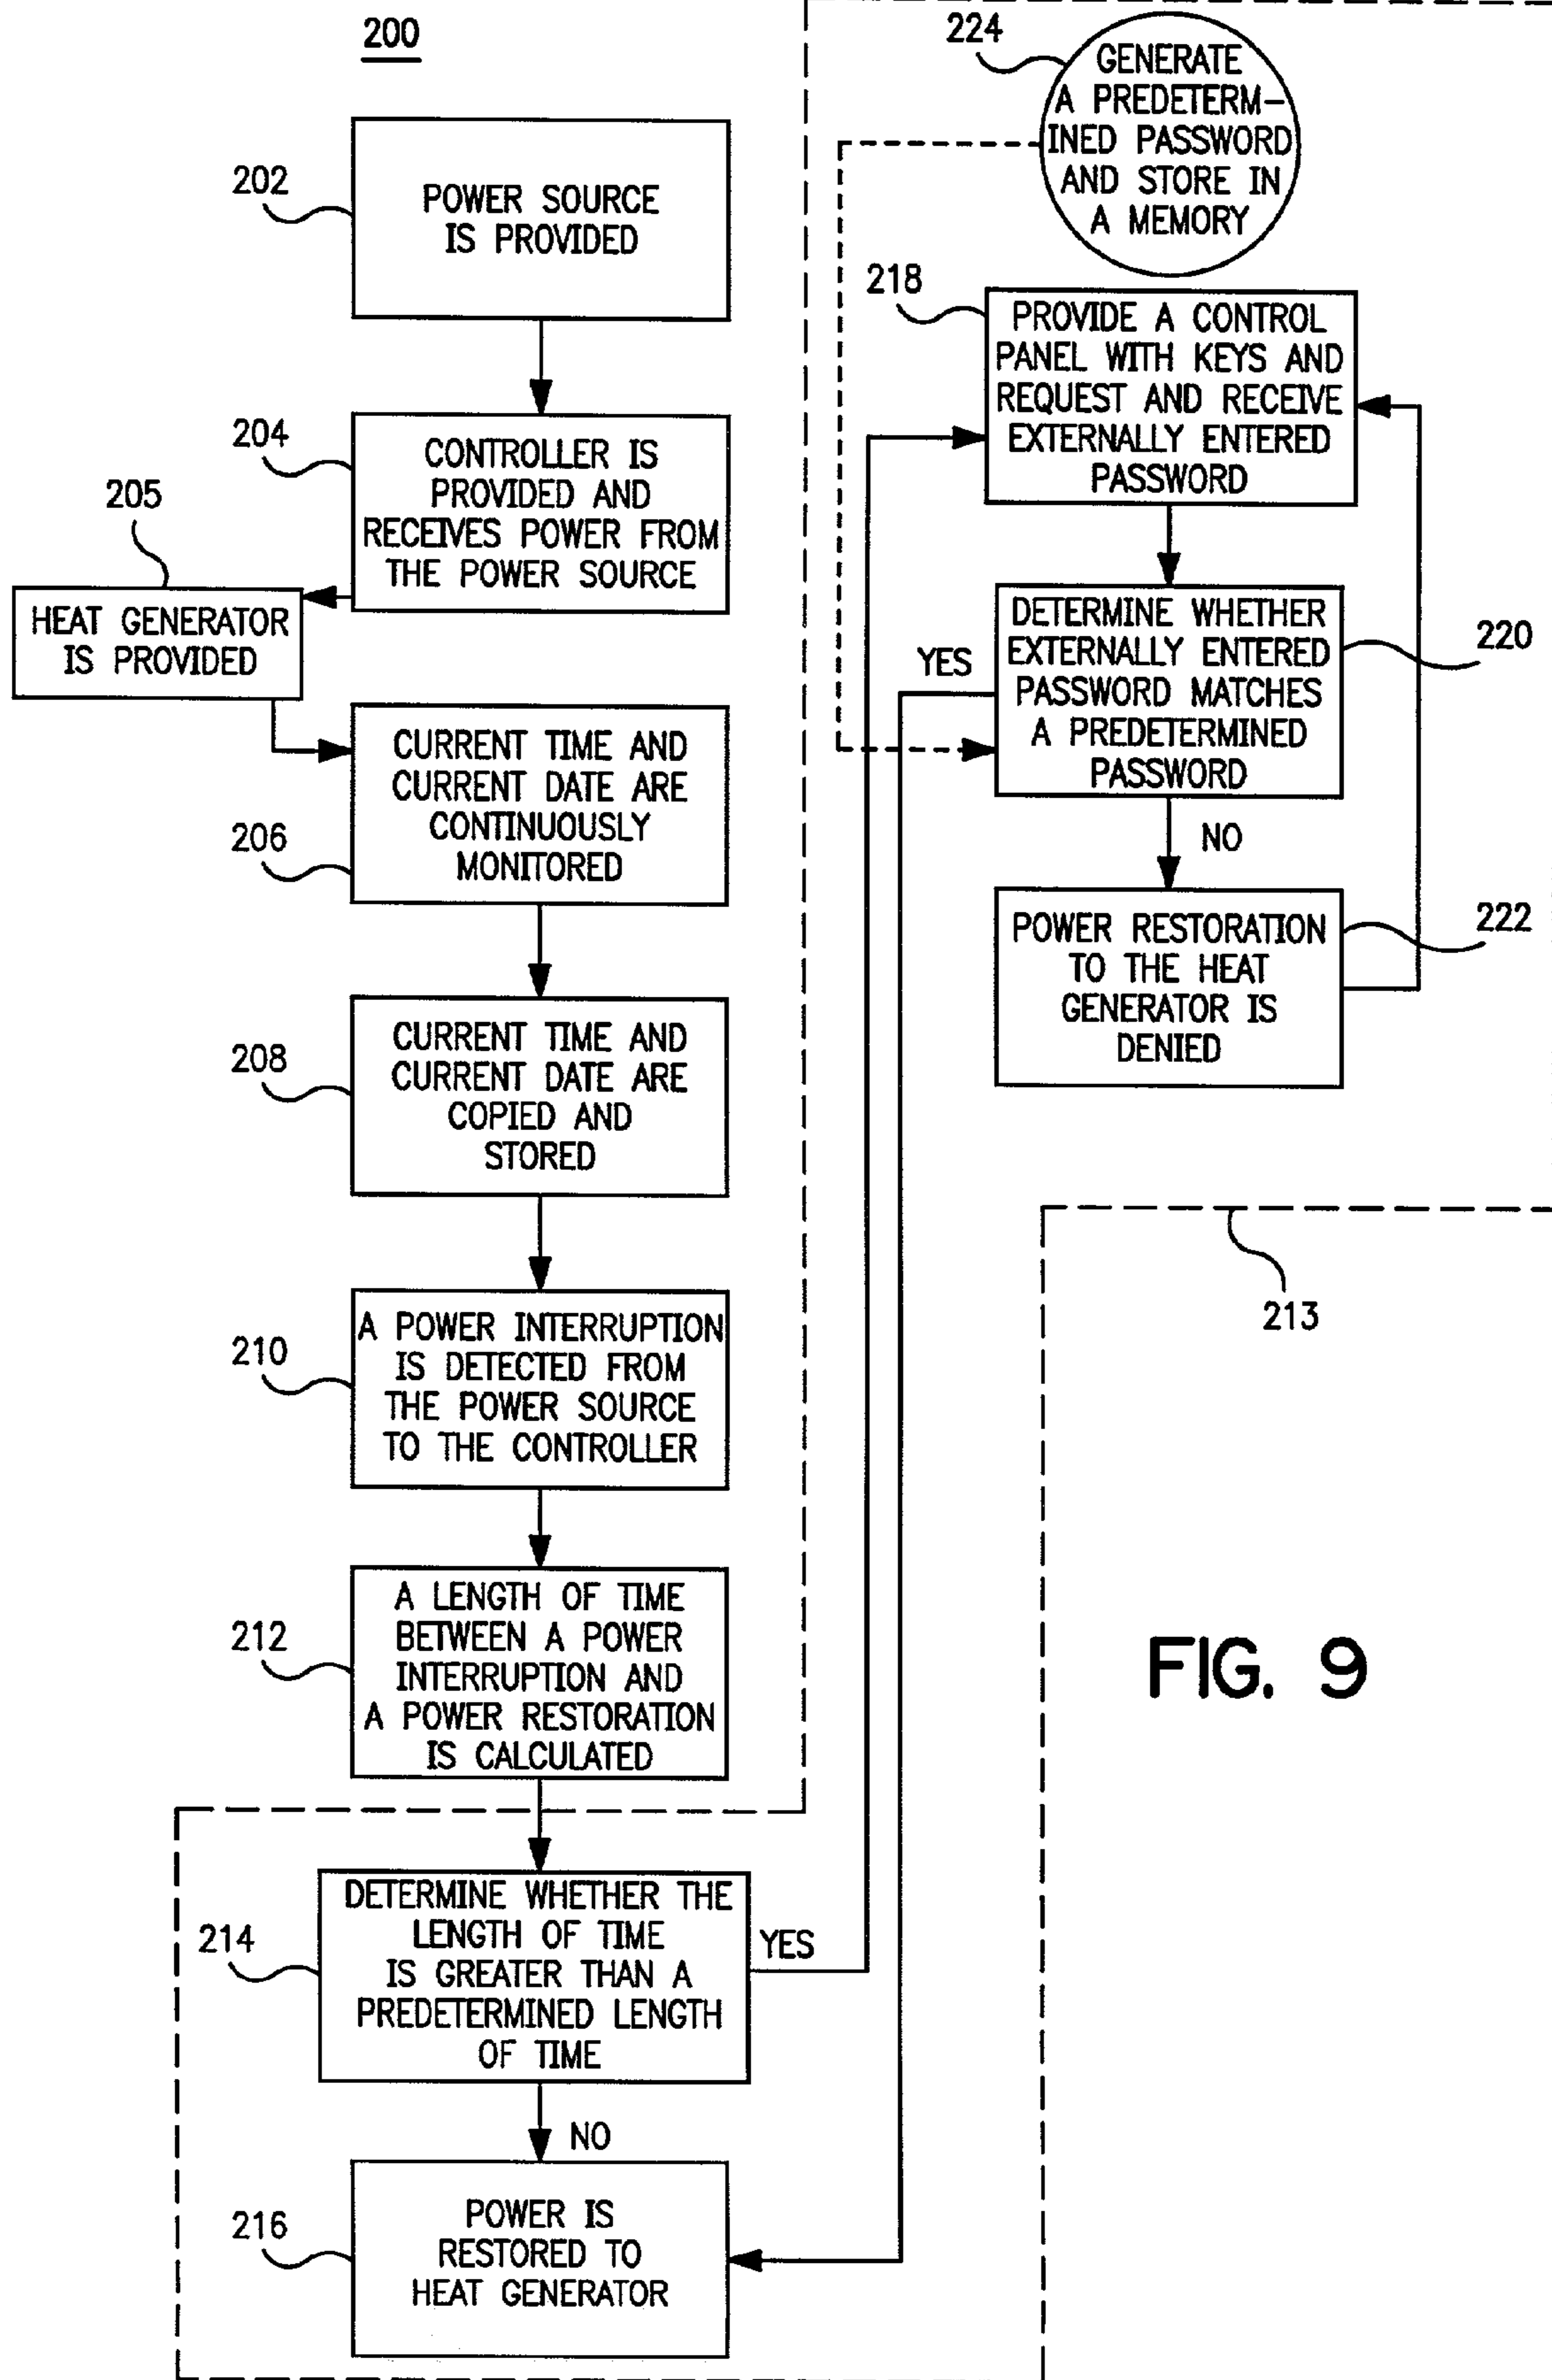 200
202
POWER SOURCE
IS PROVIDED
204
CONTROLLER IS
PROVIDED AND
RECEIVES POWER FROM
THE POWER SOURCE
205
HEAT GENERATOR
IS PROVIDED
206
CURRENT TIME AND
CURRENT DATE ARE
CONTINUOUSLY
MONITORED
208
CURRENT TIME AND
CURRENT DATE ARE
COPIED AND
STORED
210
A POWER INTERRUPTION
IS DETECTED FROM
THE POWER SOURCE
TO THE CONTROLLER
212
A LENGTH OF TIME
BETWEEN A POWER
INTERRUPTION AND
A POWER RESTORATION
IS CALCULATED
214
DETERMINE WHETHER THE
LENGTH OF TIME
IS GREATER THAN A
PREDETERMINED LENGTH
OF TIME
YES
NO
216
POWER IS
RESTORED TO
HEAT GENERATOR
224
GENERATE
A PREDETERM-
INED PASSWORD
AND STORE IN
A MEMORY
218
PROVIDE A CONTROL
PANEL WITH KEYS AND
REQUEST AND RECEIVE
EXTERNALLY ENTERED
PASSWORD
220
DETERMINE WHETHER
EXTERNALLY ENTERED
PASSWORD MATCHES
A PREDETERMINED
PASSWORD
YES
NO
222
POWER RESTORATION
TO THE HEAT
GENERATOR IS
DENIED
213
FIG. 9